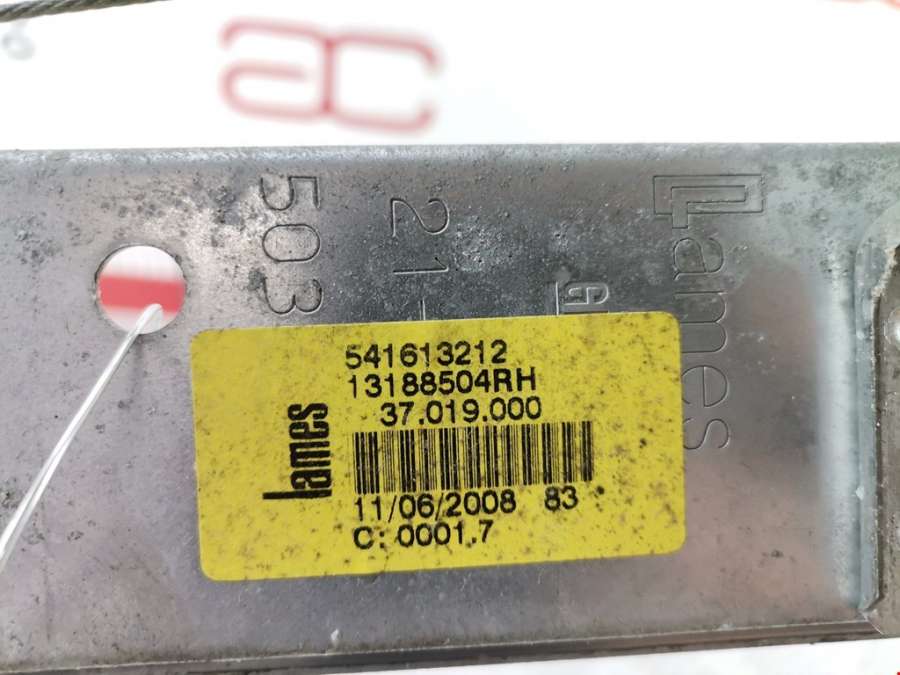 503
21-
G
Lames
541613212
13188504RH
37.019.000
Lames
11/06/2008 83
C: 0001.7